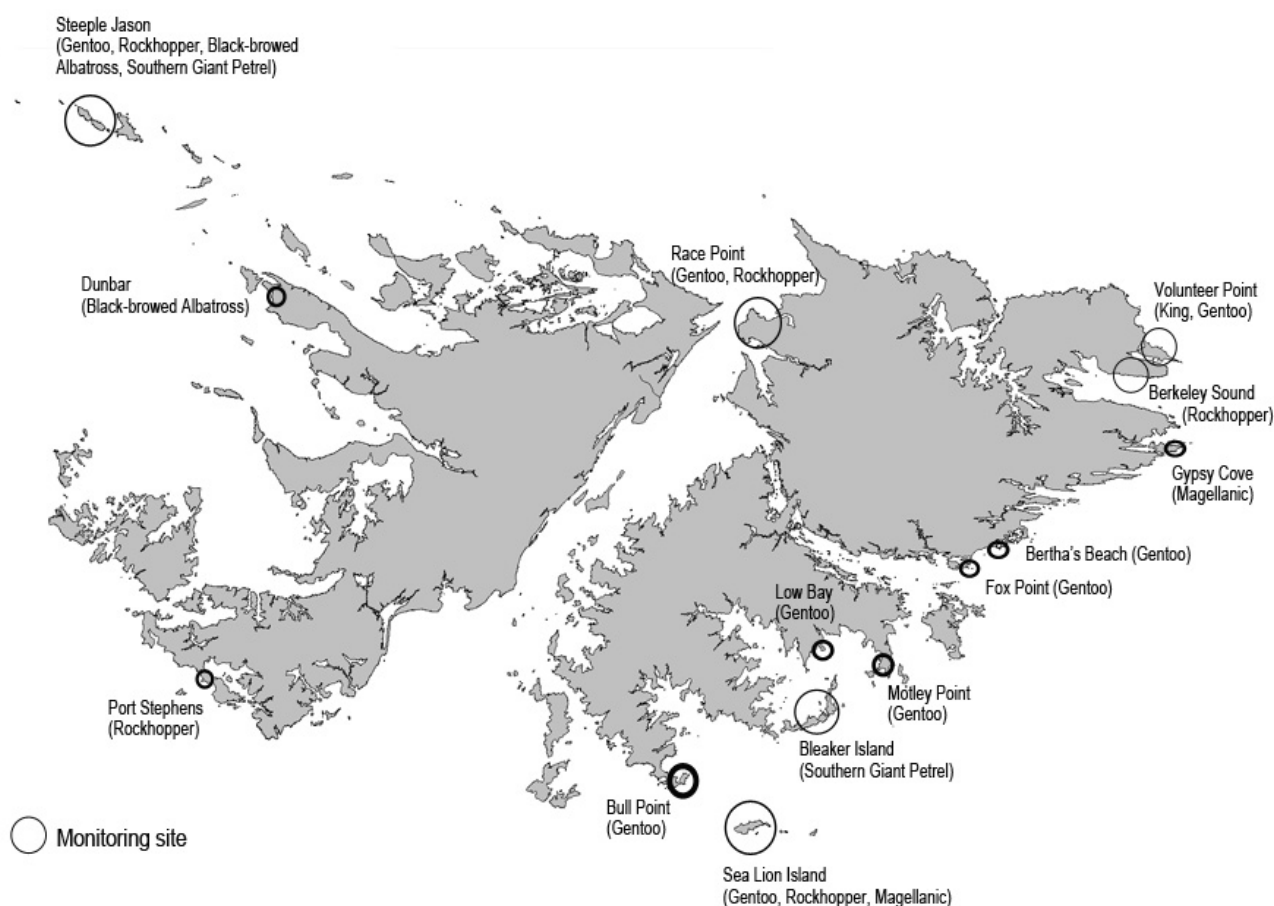 Steeple Jason
(Gentoo, Rockhopper, Black-browed
Albatross, Southern Giant Petrel)
Race Point
(Gentoo, Rockhopper)
Dunbar
(Black-browed Albatross)
Volunteer Point
(King, Gentoo)
Berkeley Sound
(Rockhopper)
Gypsy Cove
(Magellanic)
Bertha's Beach (Gentoo)
Fox Point (Gentoo)
Low Bay
(Gentoo)
Motley Point
(Gentoo)
Port Stephens
(Rockhopper)
Bleaker Island
(Southern Giant Petrel)
Bull Point
(Gentoo)
Monitoring site
Sea Lion Island
(Gentoo, Rockhopper, Magellanic)